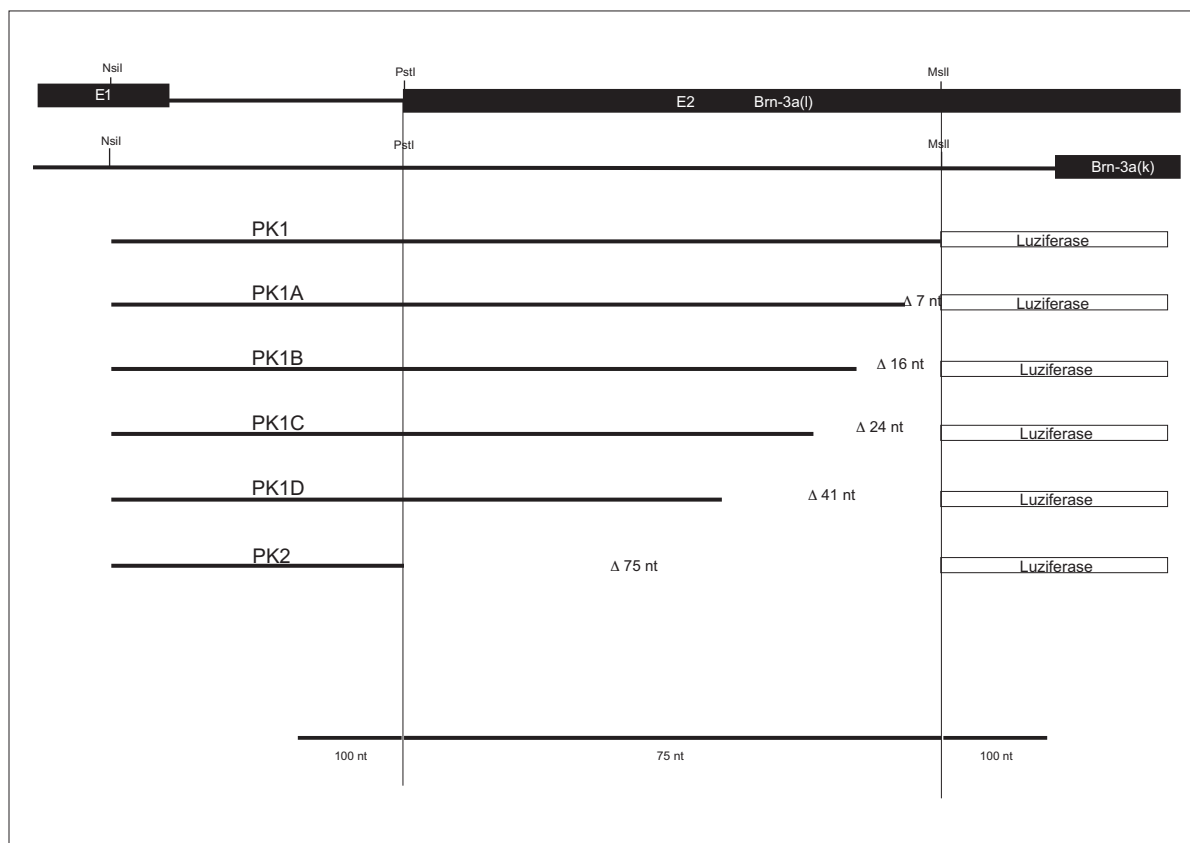 NsiI PstI MslI
E1 E2 Brn-3a(l)
NsiI PstI MslI
Brn-3a(k)
PK1 Luziferase
PK1A Δ 7 nt Luziferase
PK1B Δ 16 nt Luziferase
PK1C Δ 24 nt Luziferase
PK1D Δ 41 nt Luziferase
PK2 Δ 75 nt Luziferase
100 nt 75 nt 100 nt